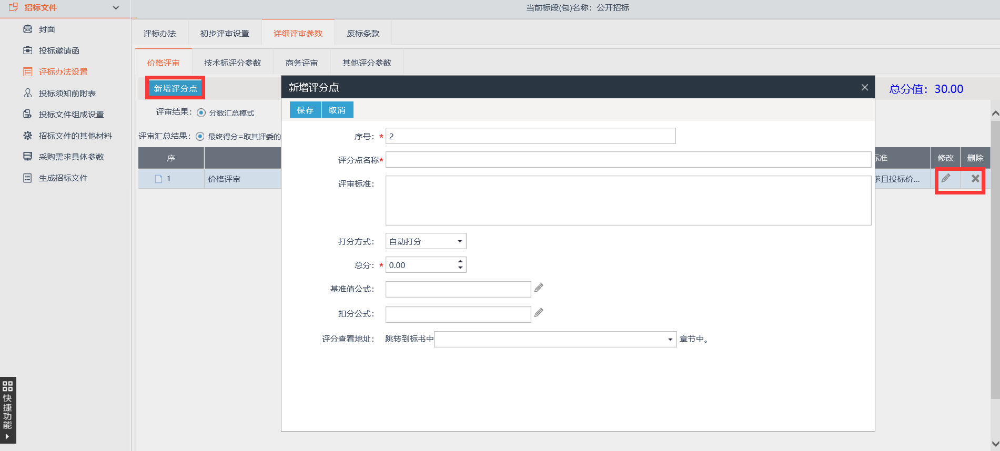 招标文件
当前标段(包)名称：公开招标
封面
投标邀请函
评标办法设置
投标须知前附表
投标文件组成设置
招标文件的其他材料
采购需求具体参数
生成招标文件
快捷功能
评标办法
初步评审设置
详细评审参数
废标条款
价格评审
技术标评分参数
商务评审
其他评分参数
新增评分点
总分值：30.00
评审结果：
分数汇总模式
评审汇总结果：
最终得分=取其评委的
序
标准
修改
删除
1
价格评审
求且投标价...
新增评分点
保存
取消
序号：* 2
评分点名称*
评审标准：
打分方式： 自动打分
总分：* 0.00
基准值公式：
扣分公式：
评分查看地址： 跳转到标书中 章节中。